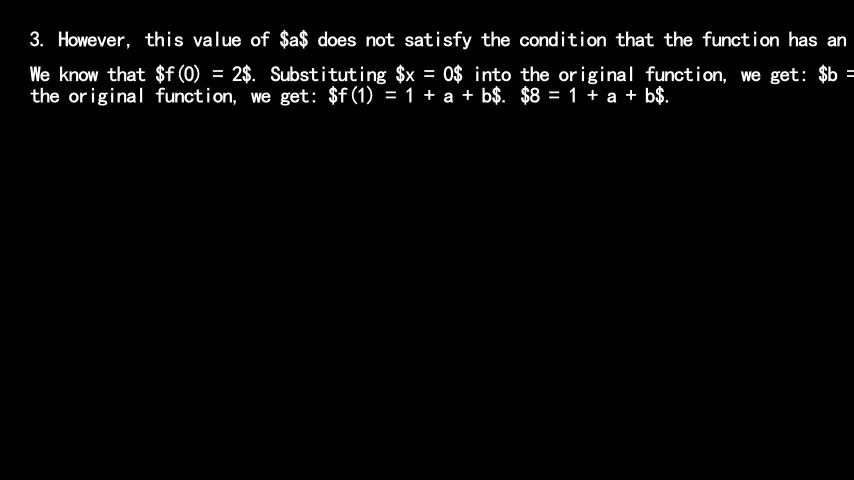 3. However, this value of $a$ does not satisfy the condition that the function has an
We know that $f(0) = 2$. Substituting $x = 0$ into the original function, we get: $b =
the original function, we get: $f(1) = 1 + a + b$. $8 = 1 + a + b$.